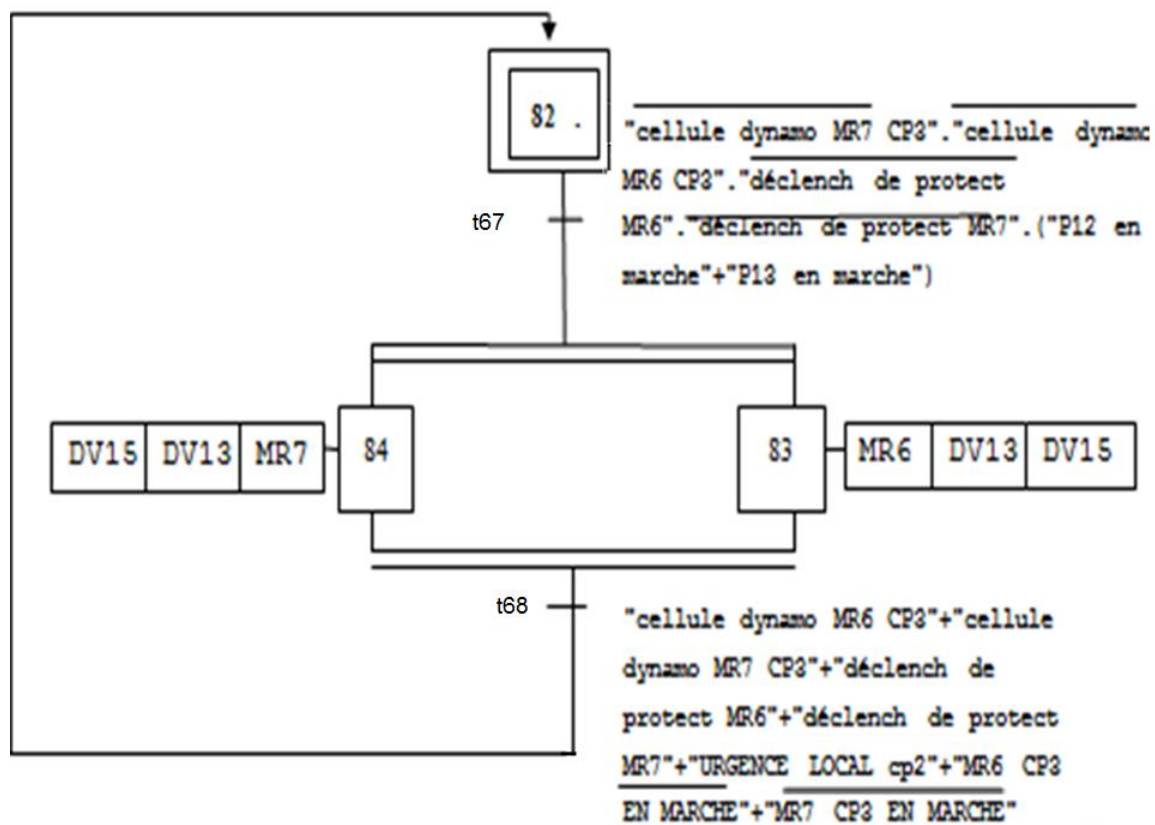 82 .
"cellule dynamo MR7 CP3"."cellule dynamo
MR6 CP3"."déclench de protect
t67
MR6"."déclench de protect MR7".("P12 en
marche"+"P13 en marche")
DV15 DV13 MR7 84 83 MR6 DV13 DV15
t68
"cellule dynamo MR6 CP3"+"cellule
dynamo MR7 CP3"+"déclench de
protect MR6"+"déclench de protect
MR7"+"URGENCE LOCAL cp2"+"MR6 CP3
EN MARCHE"+"MR7 CP3 EN MARCHE"